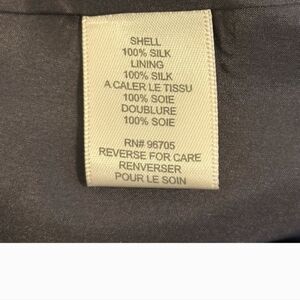 SHELL
100% SILK
LINING
100% SILK
A CALER LE TISSU
100% SOIE
DOUBLURE
100% SOIE
RN# 96705
REVERSE FOR CARE
RENVERSER
POUR LE SOIN